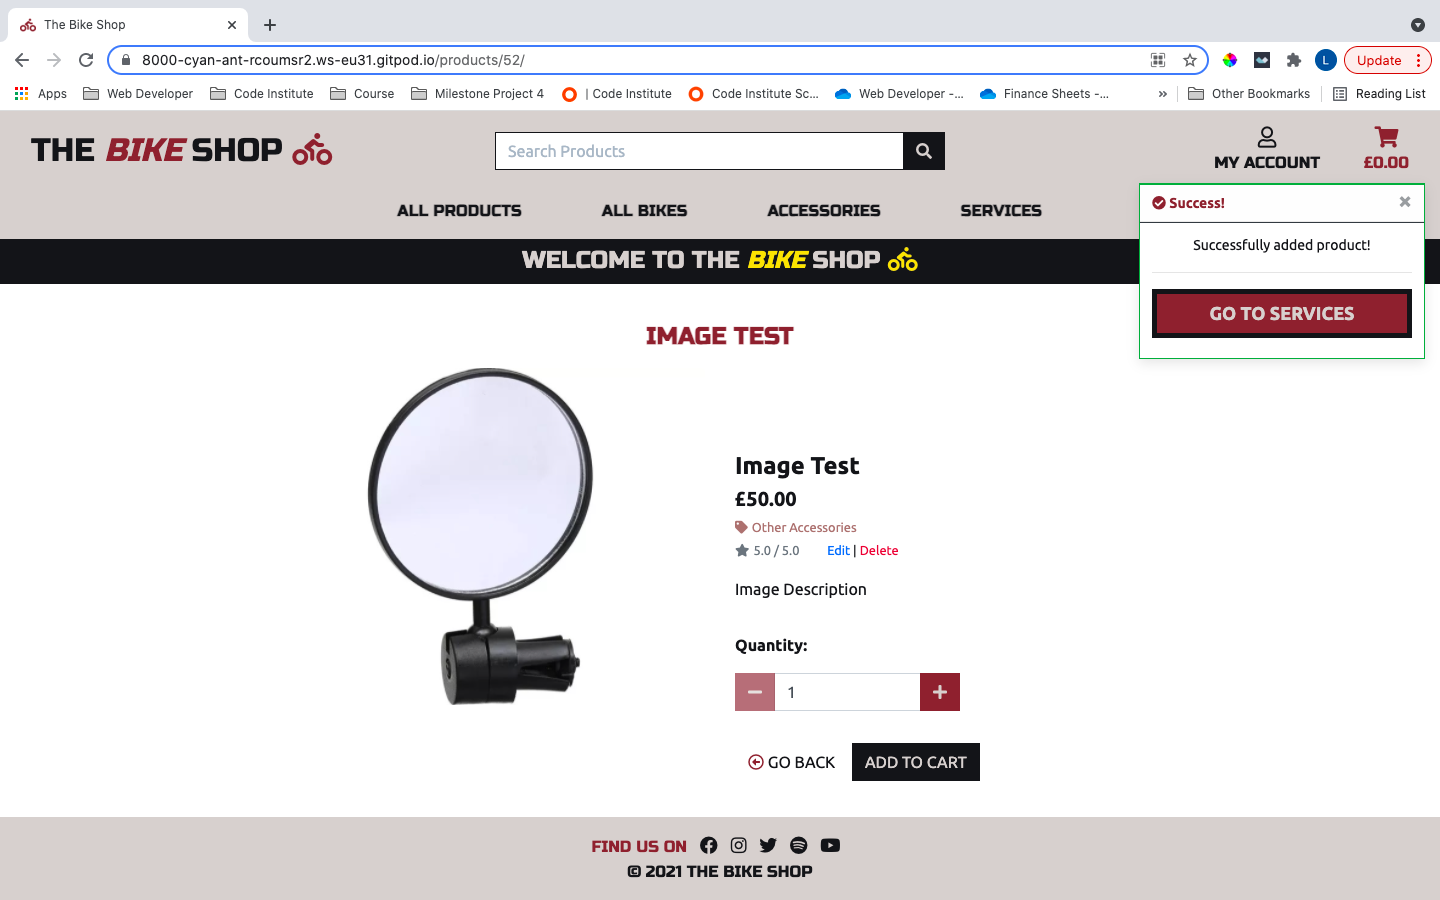 The Bike Shop
8000-cyan-ant-rcoumsr2.ws-eu31.gitpod.io/products/52/
L
Update
Apps
Web Developer
Code Institute
Course
Milestone Project 4
| Code Institute
Code Institute Sc...
Web Developer -...
Finance Sheets -...
»
Other Bookmarks
Reading List
THE BIKE SHOP
Search Products
MY ACCOUNT
£0.00
ALL PRODUCTS
ALL BIKES
ACCESSORIES
SERVICES
Success!
Successfully added product!
GO TO SERVICES
WELCOME TO THE BIKE SHOP
IMAGE TEST
Image Test
£50.00
Other Accessories
5.0 / 5.0 Edit | Delete
Image Description
Quantity:
1
GO BACK
ADD TO CART
FIND US ON
© 2021 THE BIKE SHOP